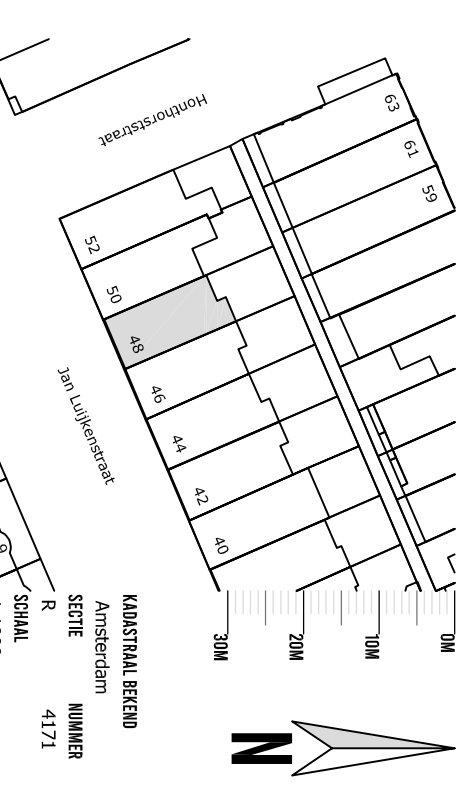 Honthorststraat
63
61
59
52
50
48
46
44
42
40
Jan Luijkenstraat
9
30M
20M
10M
0M
KADASTRAAL BEKEND
Amsterdam
SECTIE
NUMMER
R
4171
SCHAAL
N